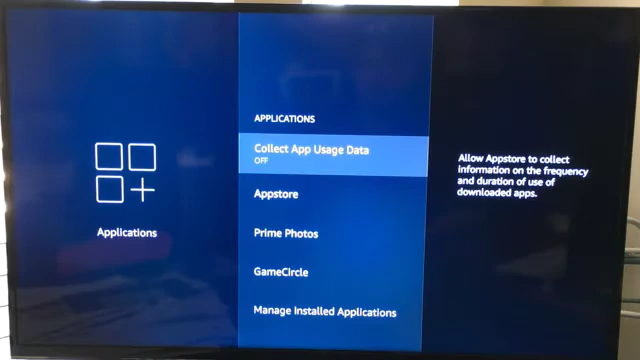 APPLICATIONS
Collect App Usage Data
OFF
Appstore
Prime Photos
GameCircle
Manage Installed Applications
Applications
Allow Appstore to collect
information on the frequency
and duration of use of
downloaded apps.